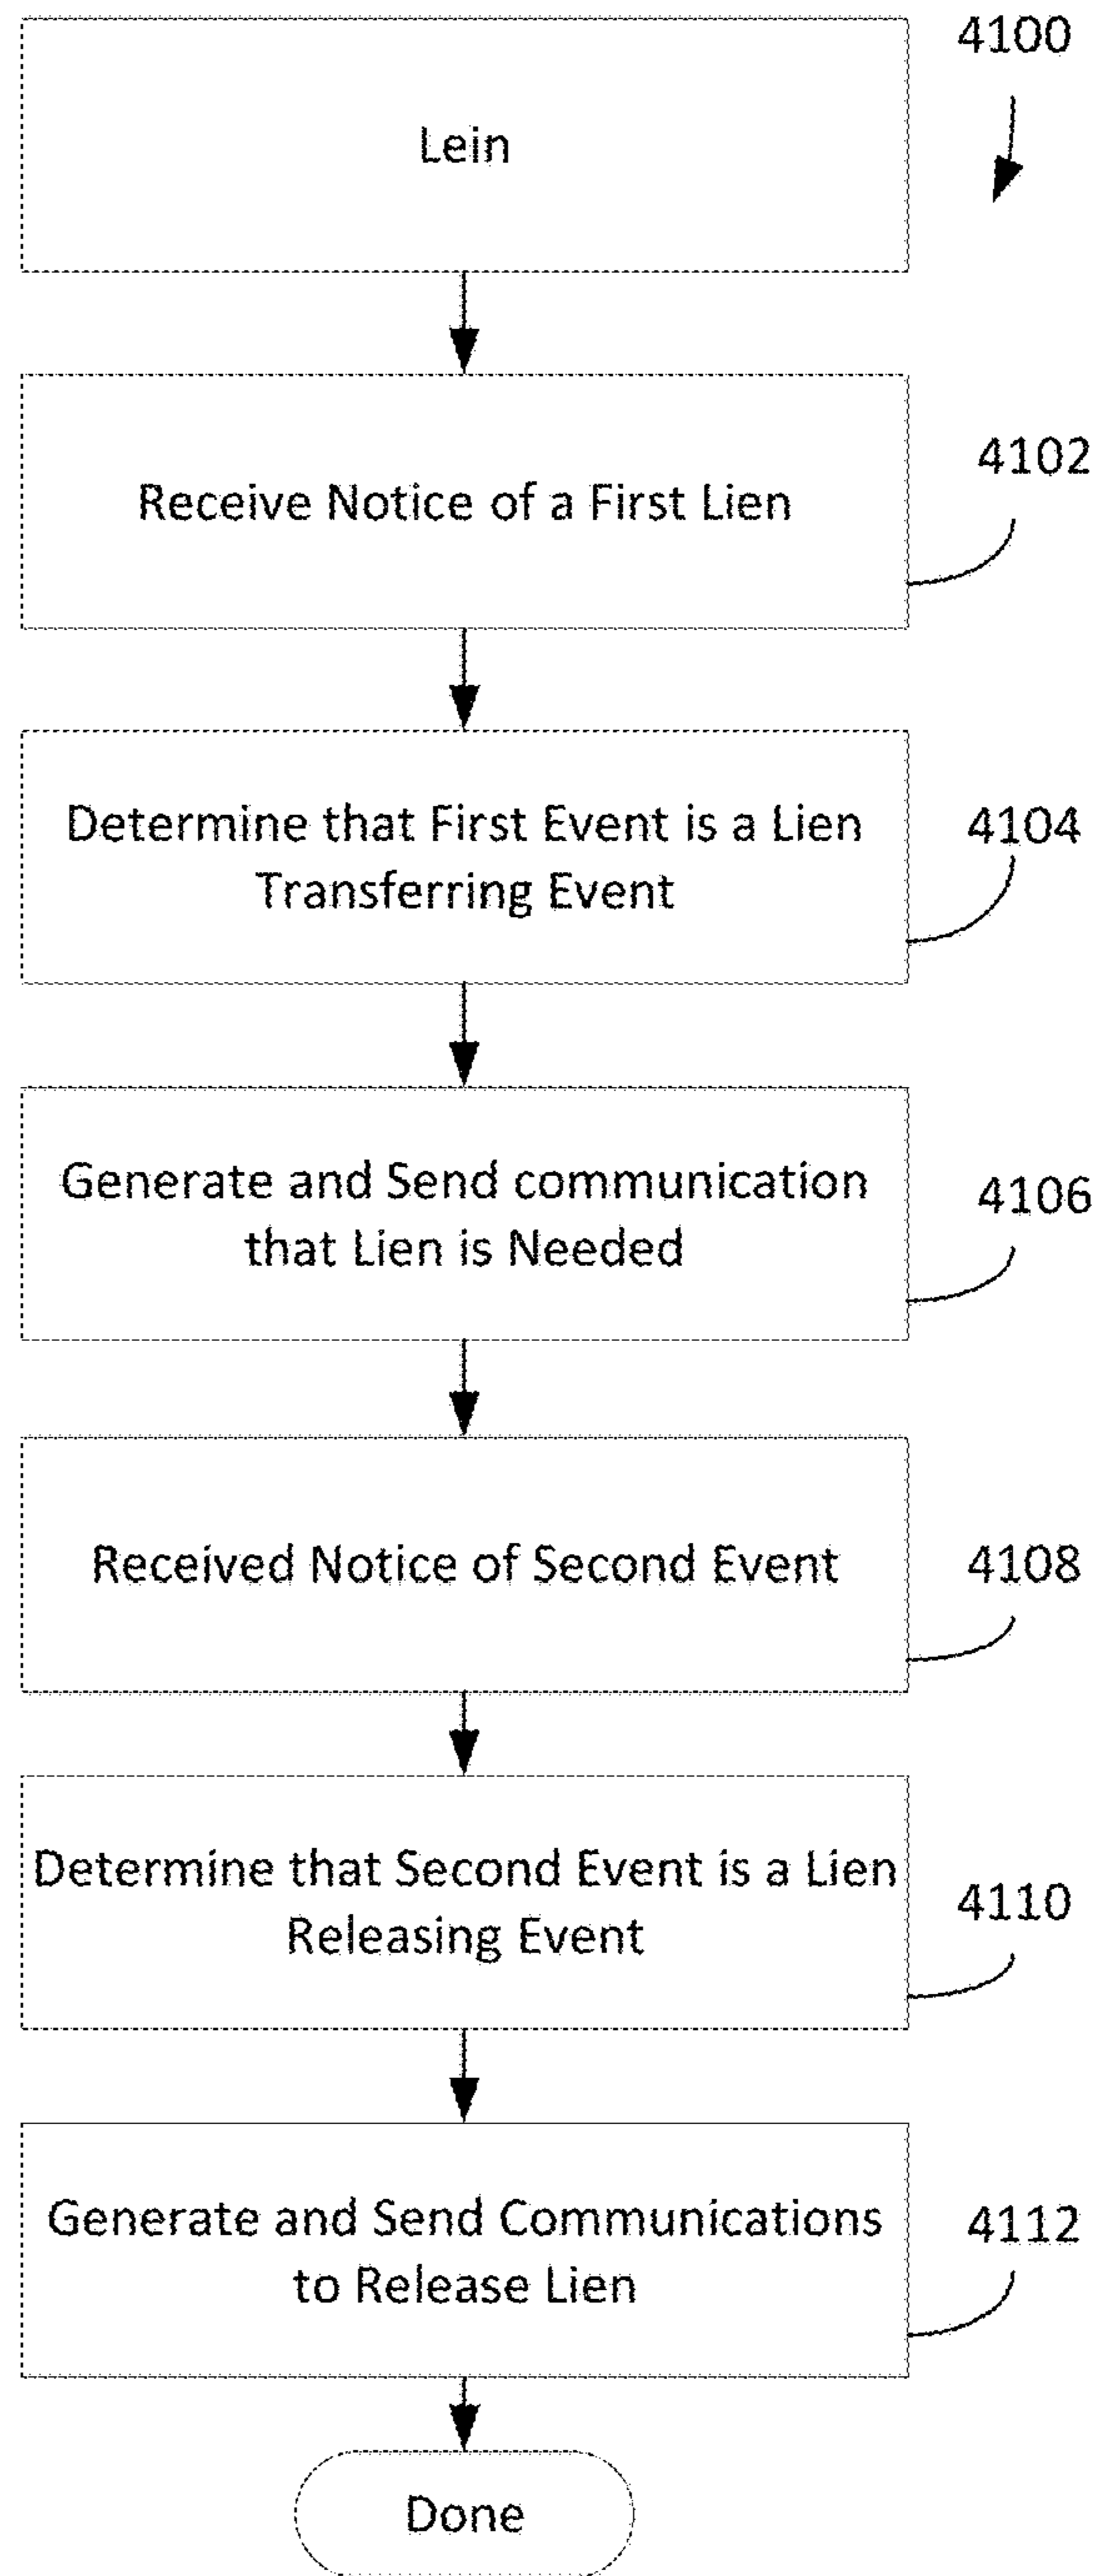 4100
Lein
Receive Notice of a First Lien
4102
Determine that First Event is a Lien
Transferring Event
4104
Generate and Send communication
that Lien is Needed
4106
Received Notice of Second Event
4108
Determine that Second Event is a Lien
Releasing Event
4110
Generate and Send Communications
to Release Lien
4112
Done